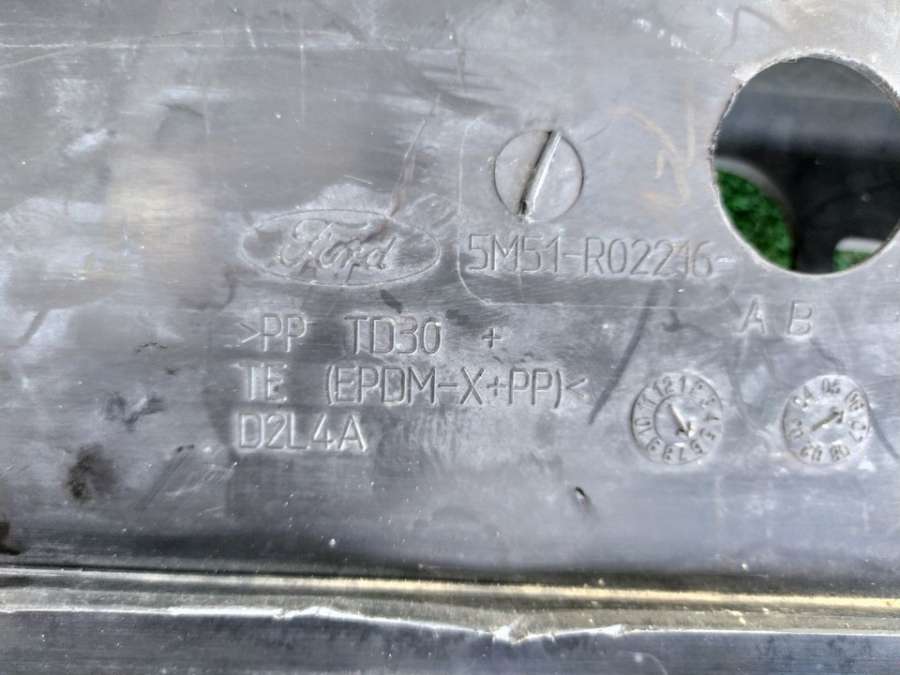 Ford
5M51-R02216-
A B
>PP TD30 +
TE (EPDM-X+PP)<
D2L4A